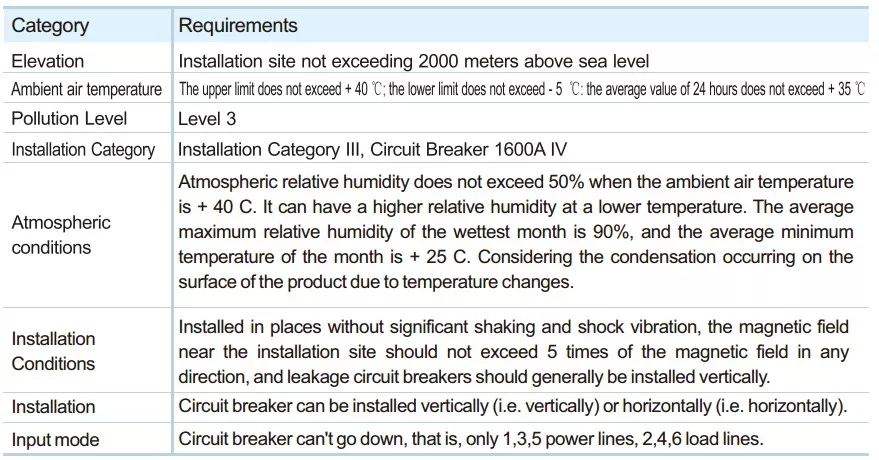 Category Requirements
Elevation Installation site not exceeding 2000 meters above sea level
Ambient air temperature The upper limit does not exceed + 40 ℃; the lower limit does not exceed - 5 ℃: the average value of 24 hours does not exceed + 35 ℃
Pollution Level Level 3
Installation Category Installation Category III, Circuit Breaker 1600A IV
Atmospheric conditions
Atmospheric relative humidity does not exceed 50% when the ambient air temperature
is + 40 C. It can have a higher relative humidity at a lower temperature. The average
maximum relative humidity of the wettest month is 90%, and the average minimum
temperature of the month is + 25 C. Considering the condensation occurring on the
surface of the product due to temperature changes.
Installation Conditions
Installed in places without significant shaking and shock vibration, the magnetic field
near the installation site should not exceed 5 times of the magnetic field in any
direction, and leakage circuit breakers should generally be installed vertically.
Installation Circuit breaker can be installed vertically (i.e. vertically) or horizontally (i.e. horizontally).
Input mode Circuit breaker can't go down, that is, only 1,3,5 power lines, 2,4,6 load lines.